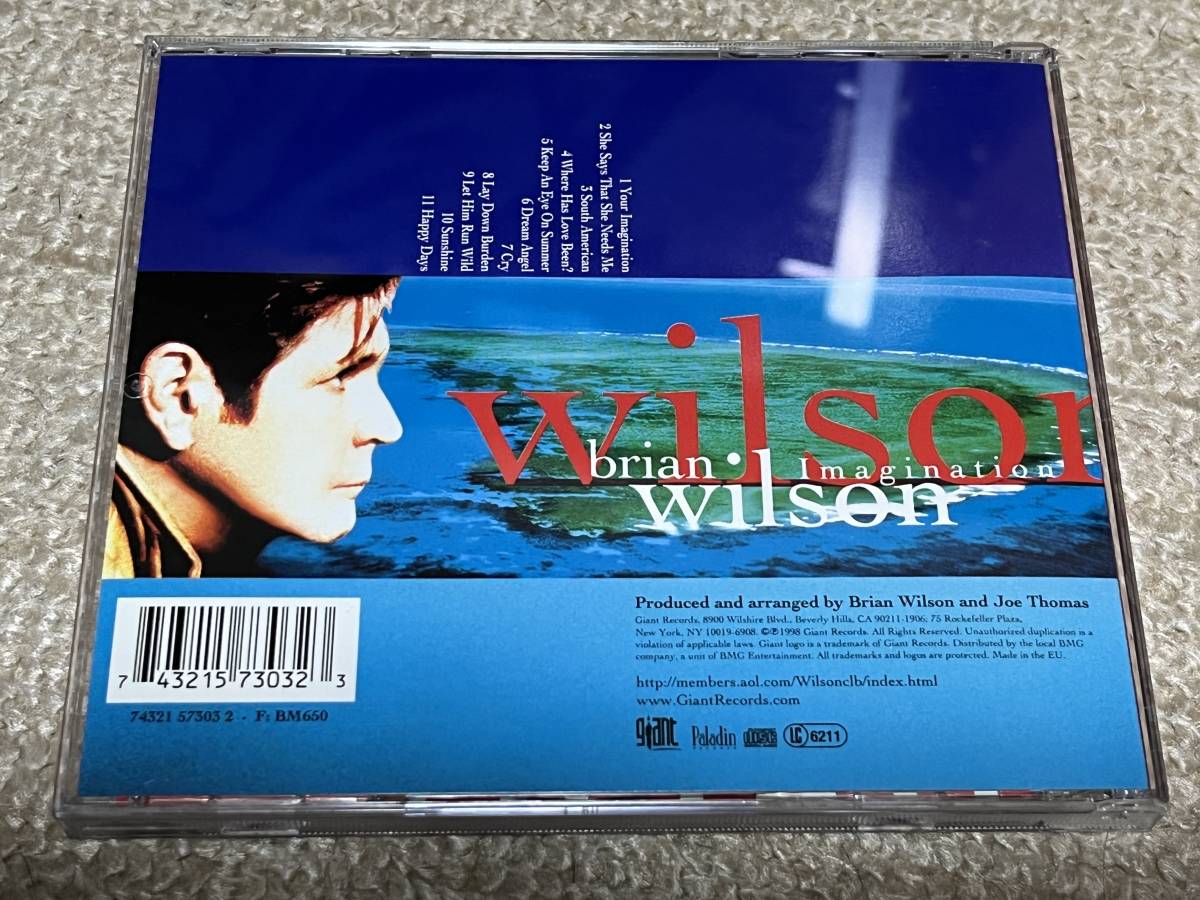 1 Your Imagination
2 She Says That She Needs Me
3 South American
4 Where Has Love Been?
5 Keep An Eye On Summer
6 Dream Angel
7 Cry
8 Lay Down Burden
9 Let Him Run Wild
10 Sunshine
11 Happy Days
wilson
brian
Imagination
wilson
7 43215 73032 3
74321 57303 2 - F: BM650
Produced and arranged by Brian Wilson and Joe Thomas
Giant Records, 8900 Wilshire Blvd., Beverly Hills, CA 90211-1906; 75 Rockefeller Plaza,
New York, NY 10019-6908. ©℗1998 Giant Records. All Rights Reserved. Unauthorized duplication is a
violation of applicable laws. Giant logo is a trademark of Giant Records. Distributed by the local BMG
company, a unit of BMG Entertainment. All trademarks and logos are protected. Made in the EU.
http://members.aol.com/Wilsonclb/index.html
www.GiantRecords.com
giant Paladin disc LC 6211